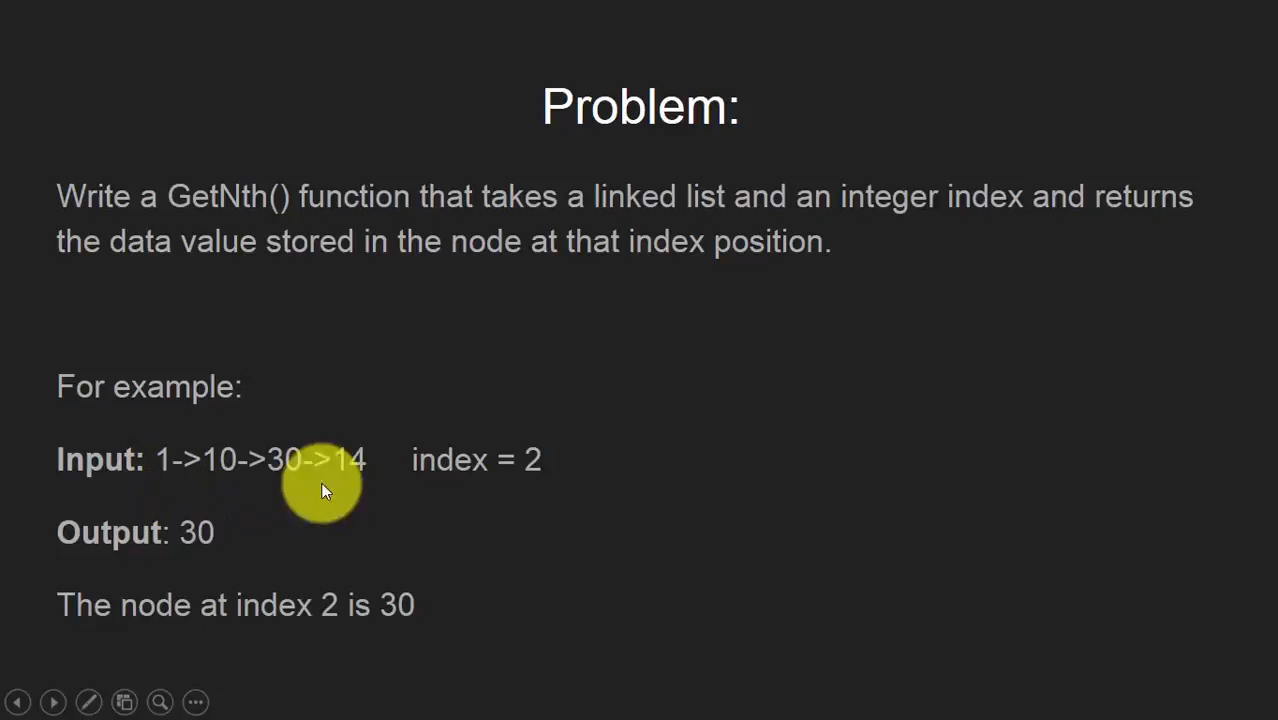 Problem:
Write a GetNth() function that takes a linked list and an integer index and returns
the data value stored in the node at that index position.
For example:
Input: 1->10->30->14 index = 2
Output: 30
The node at index 2 is 30